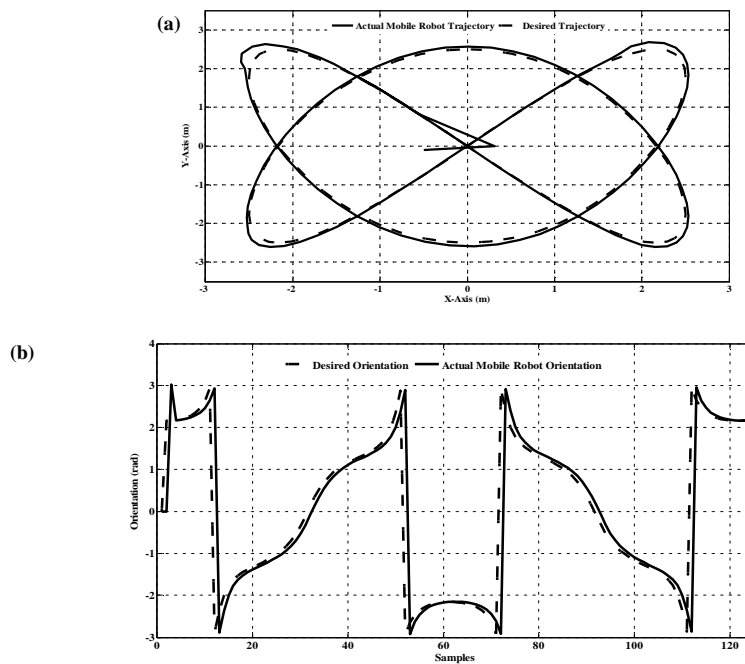 (a)
Actual Mobile Robot Trajectory Desired Trajectory
3
2
1
0
-1
-2
-3
Y-Axis (m)
-3 -2 -1 0 1 2 3
X-Axis (m)
(b)
Desired Orientation Actual Mobile Robot Orientation
4
3
2
1
0
-1
-2
-3
Orientation (rad)
0 20 40 60 80 100 120
Samples